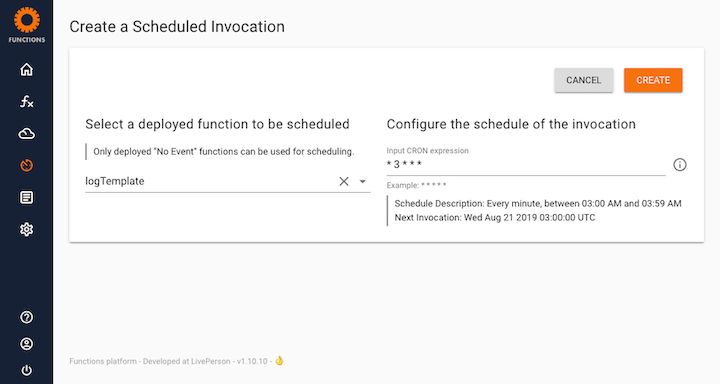 FUNCTIONS
Create a Scheduled Invocation
CANCEL
CREATE
Select a deployed function to be scheduled
Only deployed "No Event" functions can be used for scheduling.
logTemplate
Configure the schedule of the invocation
Input CRON expression
* 3 * * *
Example: * * * * *
Schedule Description: Every minute, between 03:00 AM and 03:59 AM
Next Invocation: Wed Aug 21 2019 03:00:00 UTC
Functions platform - Developed at LivePerson - v1.10.10 - 👌